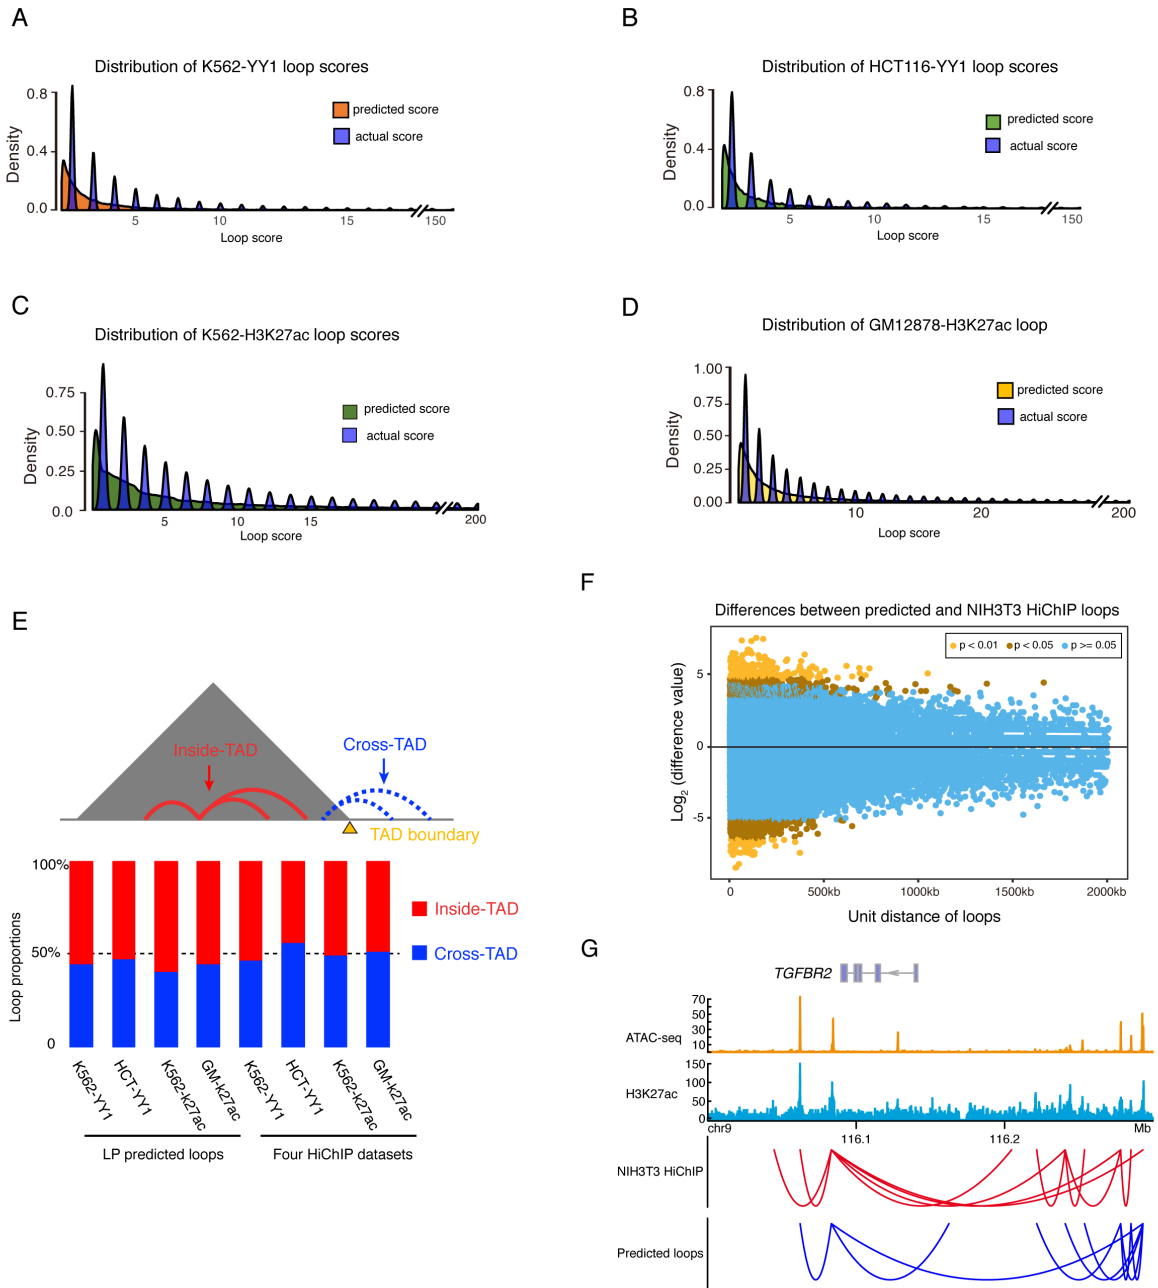 A
Distribution of K562-YY1 loop scores
0.8
0.4
0.0
Density
predicted score
actual score
5
10
15
150
Loop score
B
Distribution of HCT116-YY1 loop scores
0.8
0.4
0.0
Density
predicted score
actual score
5
10
15
150
Loop score
C
Distribution of K562-H3K27ac loop scores
0.75
0.50
0.25
0.0
Density
predicted score
actual score
5
10
15
200
Loop score
D
Distribution of GM12878-H3K27ac loop
1.00
0.75
0.50
0.25
0.00
Density
predicted score
actual score
10
20
200
Loop score
E
Inside-TAD
Cross-TAD
TAD boundary
100%
50%
0
Loop proportions
Inside-TAD
Cross-TAD
K562-YY1
HCT-YY1
K562-k27ac
GM-k27ac
K562-YY1
HCT-YY1
K562-k27ac
GM-k27ac
LP predicted loops
Four HiChIP datasets
F
Differences between predicted and NIH3T3 HiChIP loops
p < 0.01 p < 0.05 p >= 0.05
5
0
-5
Log2 (difference value)
0
500kb
1000kb
1500kb
2000kb
Unit distance of loops
G
TGFBR2
ATAC-seq
70
50
30
10
H3K27ac
150
100
50
0
chr9
116.1
116.2
Mb
NIH3T3 HiChIP
Predicted loops